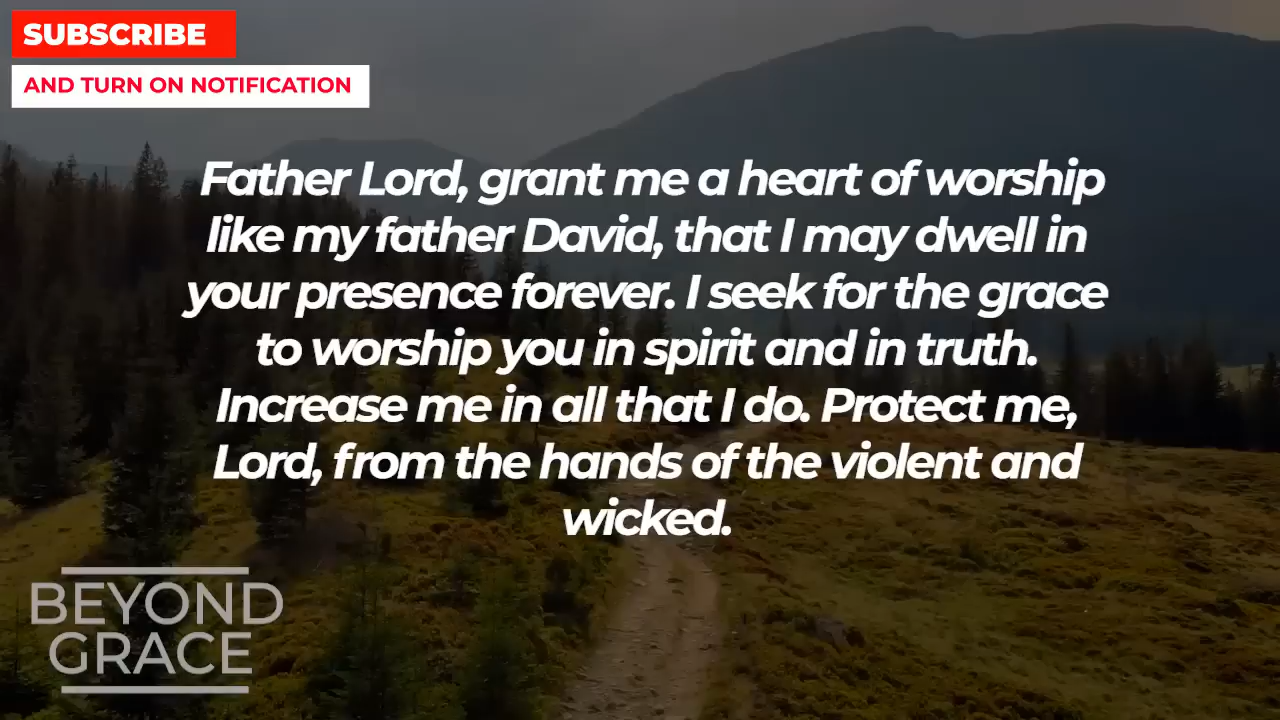 SUBSCRIBE
AND TURN ON NOTIFICATION
Father Lord, grant me a heart of worship
like my father David, that I may dwell in
your presence forever. I seek for the grace
to worship you in spirit and in truth.
Increase me in all that I do. Protect me,
Lord, from the hands of the violent and
wicked.
BEYOND
GRACE